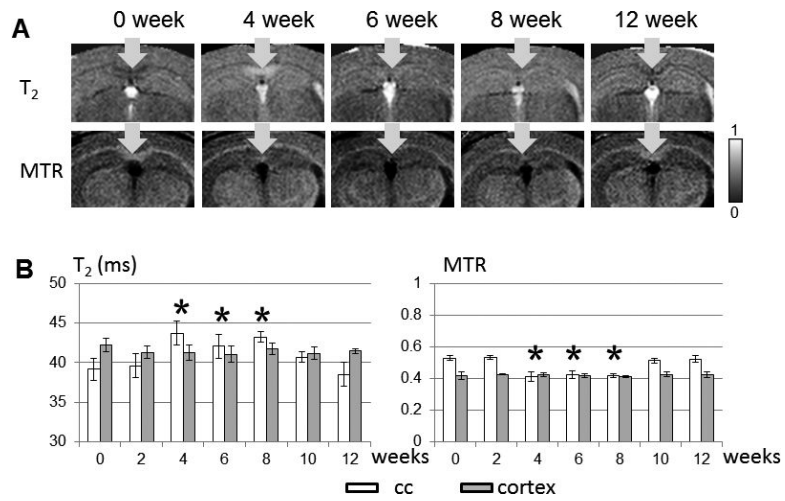 A
0 week 4 week 6 week 8 week 12 week
T2
MTR
1
0
B
T2 (ms)
50
45
40
35
30
* * *
0 2 4 6 8 10 12 weeks
MTR
1
0.8
0.6
0.4
0.2
0
* * *
0 2 4 6 8 10 12 weeks
cc cortex